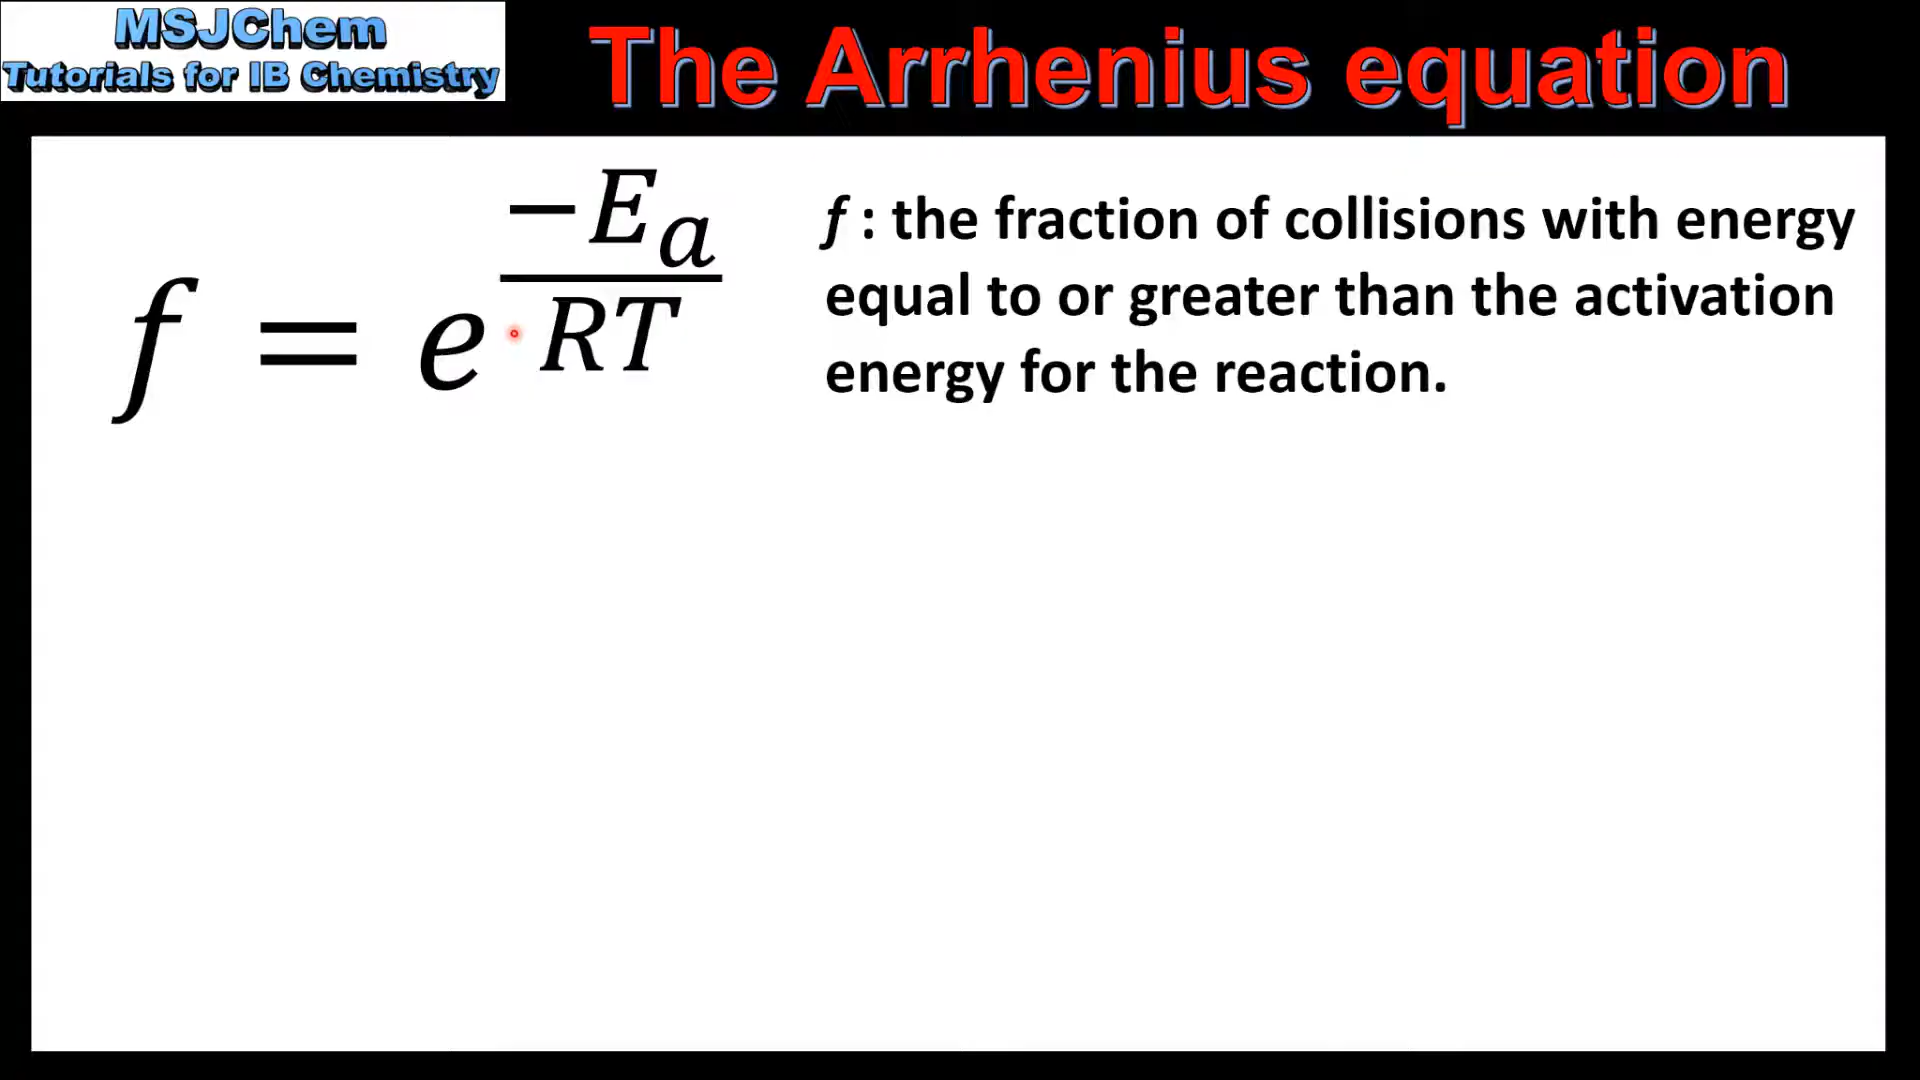 MSJChem
Tutorials for IB Chemistry
The Arrhenius equation
f = e^(−Ea/RT)
f : the fraction of collisions with energy
equal to or greater than the activation
energy for the reaction.